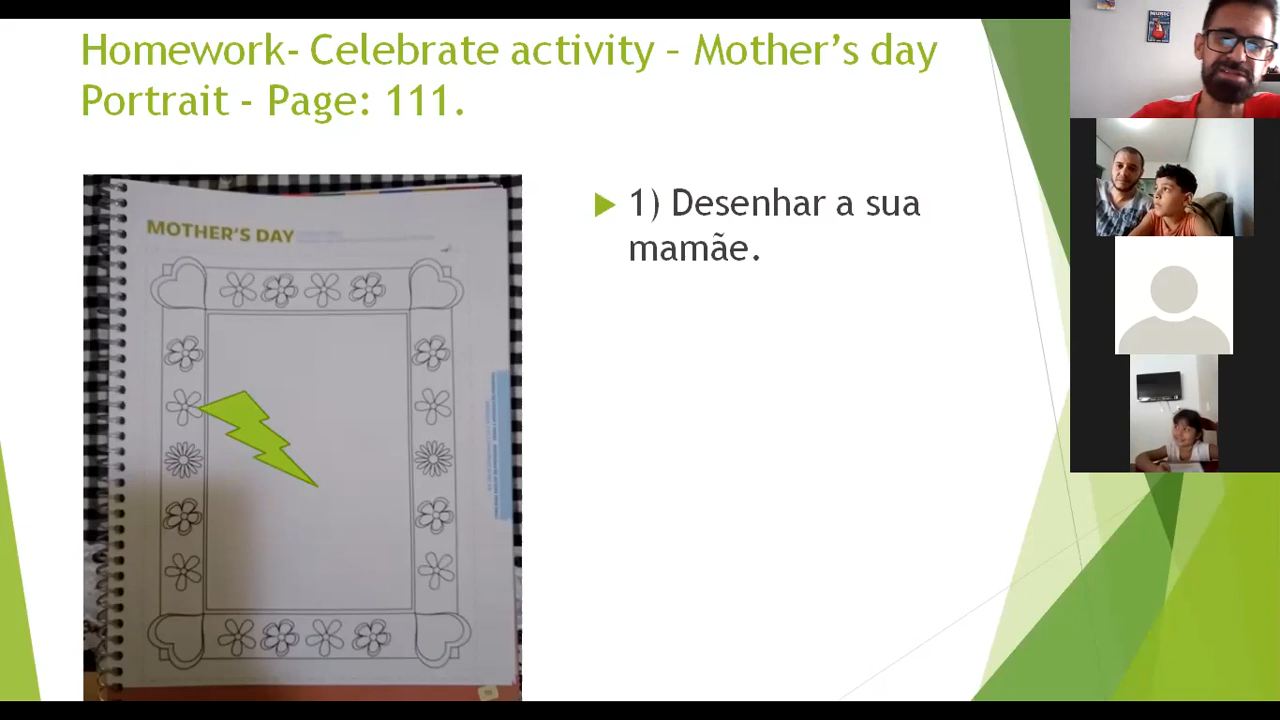 Homework- Celebrate activity – Mother's day
Portrait - Page: 111.
MOTHER'S DAY
1) Desenhar a sua
mamãe.